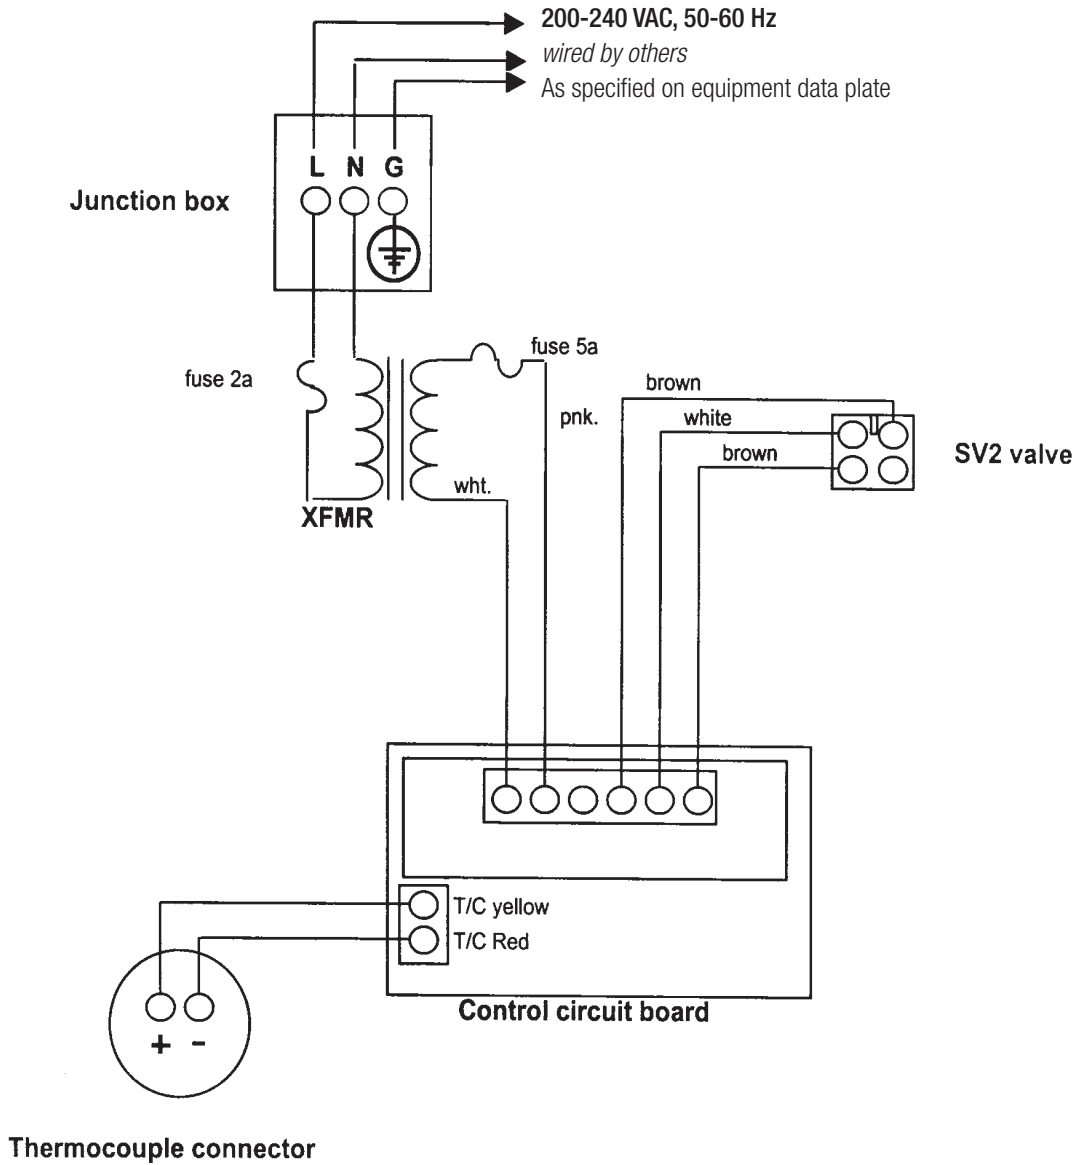 200-240 VAC, 50-60 Hz
wired by others
As specified on equipment data plate
L N G
Junction box
fuse 5a
fuse 2a
brown
pnk.
white
brown
SV2 valve
wht.
XFMR
T/C yellow
T/C Red
Control circuit board
+ -
Thermocouple connector